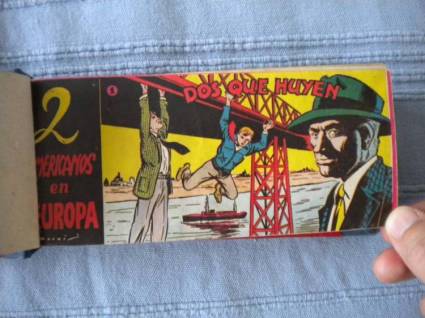 2
AMERICANOS
en
EUROPA
1
DOS QUE HUYEN